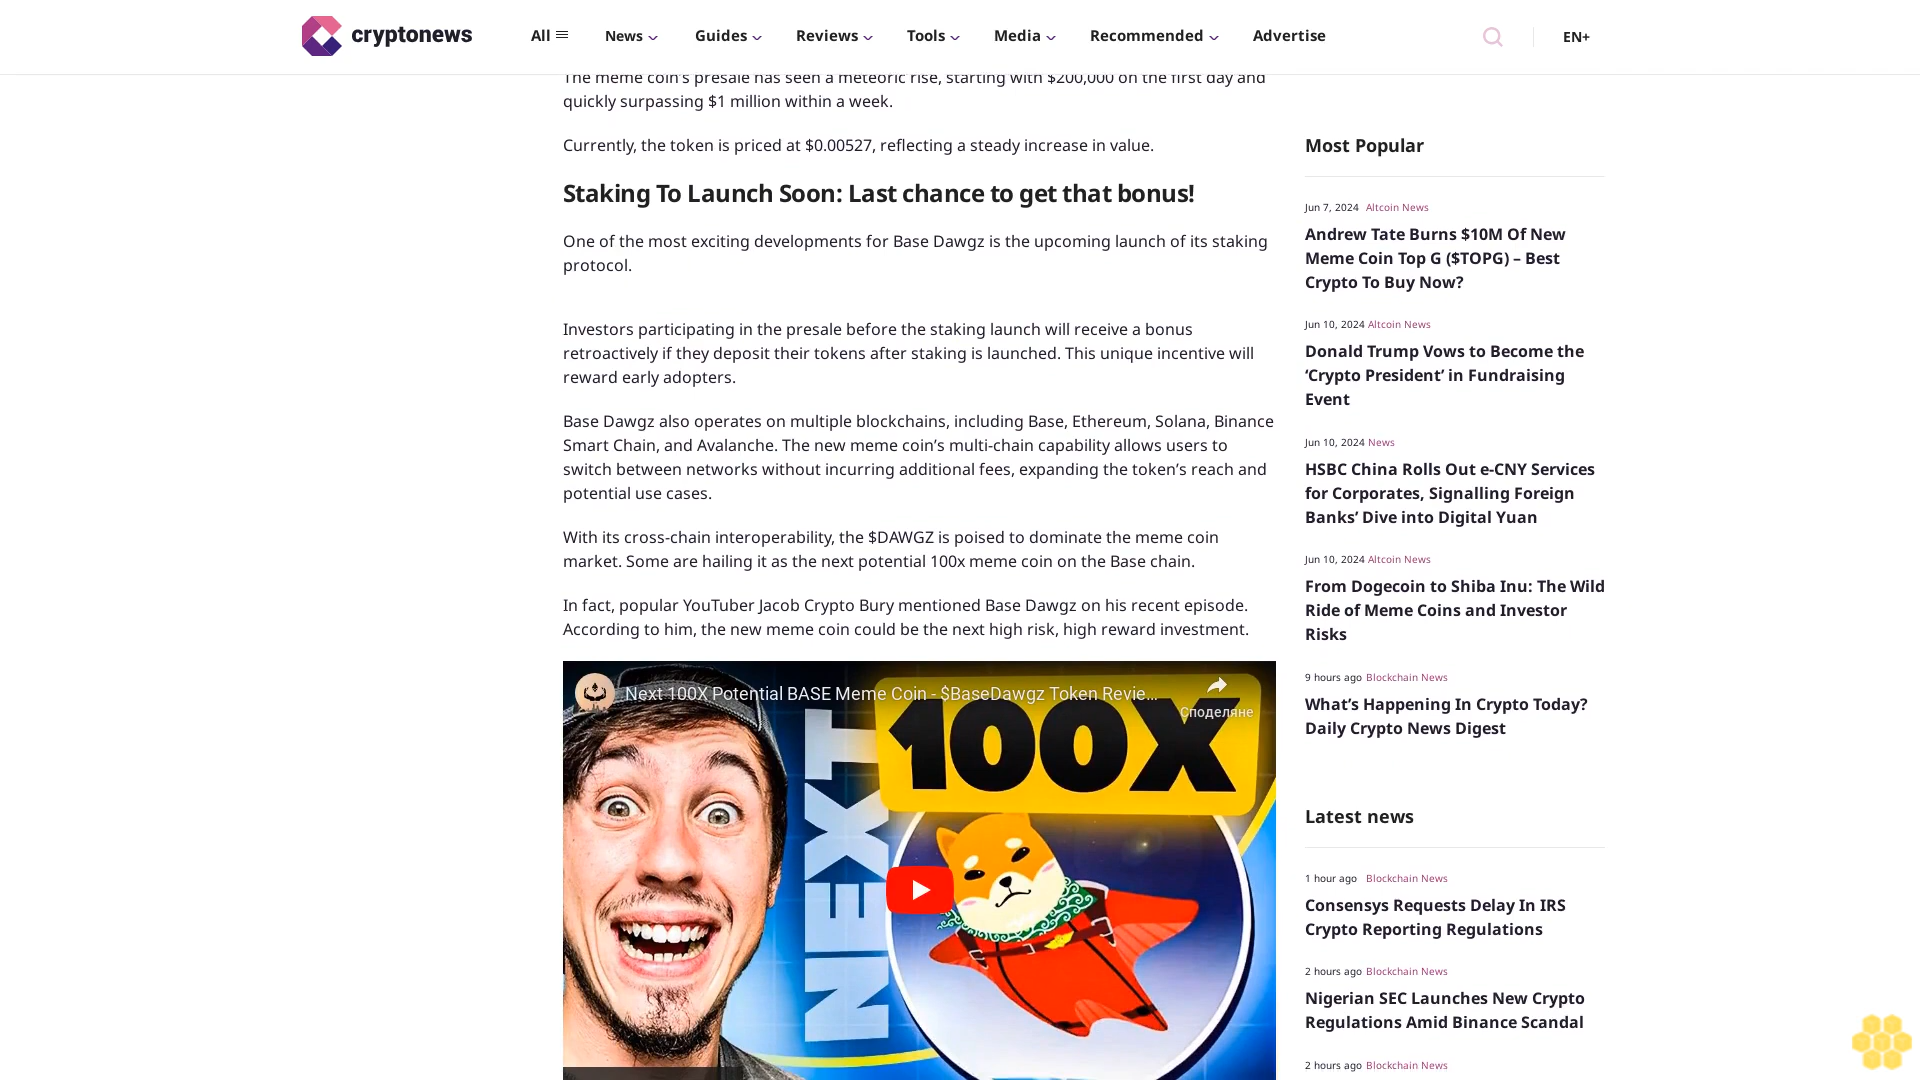 cryptonews
All
News
Guides
Reviews
Tools
Media
Recommended
Advertise
EN+
The meme coin's presale has seen a meteoric rise, starting with $200,000 on the first day and
quickly surpassing $1 million within a week.
Currently, the token is priced at $0.00527, reflecting a steady increase in value.
Staking To Launch Soon: Last chance to get that bonus!
One of the most exciting developments for Base Dawgz is the upcoming launch of its staking
protocol.
Investors participating in the presale before the staking launch will receive a bonus
retroactively if they deposit their tokens after staking is launched. This unique incentive will
reward early adopters.
Base Dawgz also operates on multiple blockchains, including Base, Ethereum, Solana, Binance
Smart Chain, and Avalanche. The new meme coin’s multi-chain capability allows users to
switch between networks without incurring additional fees, expanding the token’s reach and
potential use cases.
With its cross-chain interoperability, the $DAWGZ is poised to dominate the meme coin
market. Some are hailing it as the next potential 100x meme coin on the Base chain.
In fact, popular YouTuber Jacob Crypto Bury mentioned Base Dawgz on his recent episode.
According to him, the new meme coin could be the next high risk, high reward investment.
Next 100X Potential BASE Meme Coin - $BaseDawgz Token Revie...
Споделяне
NEXT
100X
Most Popular
Jun 7, 2024 Altcoin News
Andrew Tate Burns $10M Of New
Meme Coin Top G ($TOPG) – Best
Crypto To Buy Now?
Jun 10, 2024 Altcoin News
Donald Trump Vows to Become the
‘Crypto President’ in Fundraising
Event
Jun 10, 2024 News
HSBC China Rolls Out e-CNY Services
for Corporates, Signalling Foreign
Banks’ Dive into Digital Yuan
Jun 10, 2024 Altcoin News
From Dogecoin to Shiba Inu: The Wild
Ride of Meme Coins and Investor
Risks
9 hours ago Blockchain News
What’s Happening In Crypto Today?
Daily Crypto News Digest
Latest news
1 hour ago Blockchain News
Consensys Requests Delay In IRS
Crypto Reporting Regulations
2 hours ago Blockchain News
Nigerian SEC Launches New Crypto
Regulations Amid Binance Scandal
2 hours ago Blockchain News